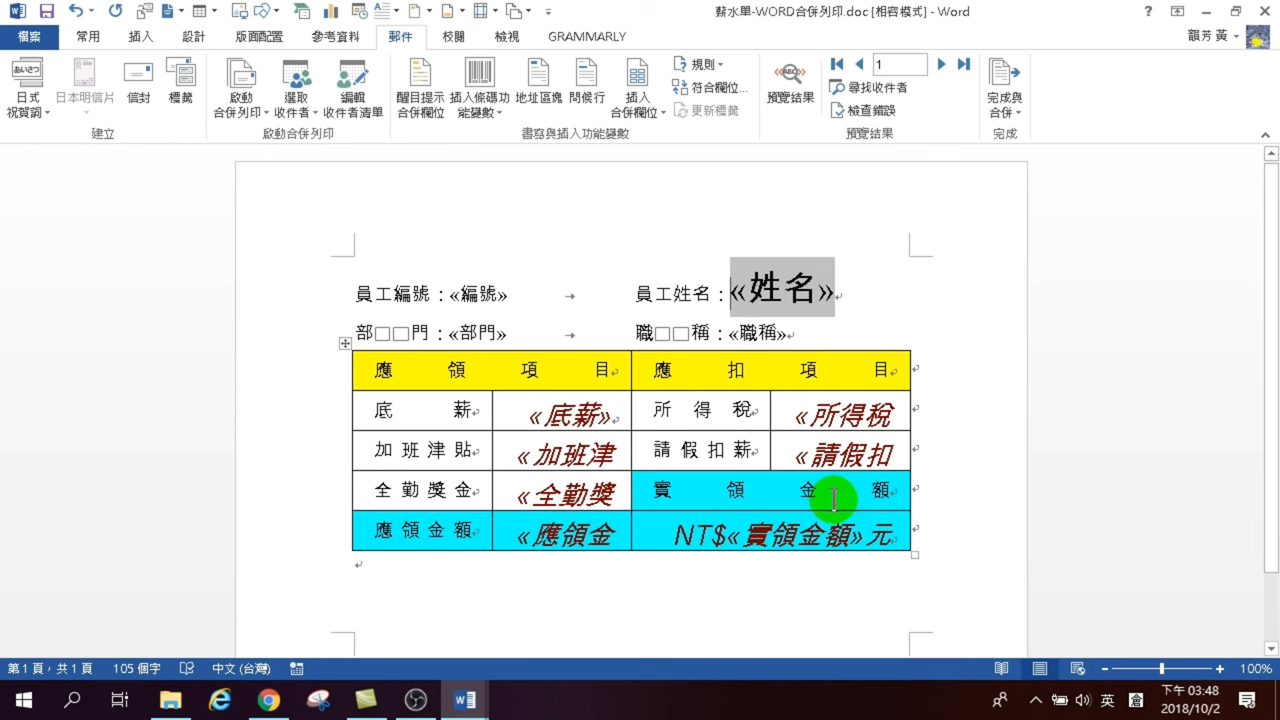 薪水單-WORD合併列印.doc [相容模式] - Word
檔案 常用 插入 設計 版面配置 參考資料 郵件 校閱 檢視 GRAMMARLY 韻芳 黃
日式
祝賀詞
日本明信片
信封
標籤
建立
啟動
合併列印
選取
收件者
編輯
收件者清單
啟動合併列印
醒目提示
合併欄位
插入條碼功
能變數
地址區塊
問候行
插入
合併欄位
規則
符合欄位...
更新標籤
書寫與插入功能變數
預覽結果
1
尋找收件者
檢查錯誤
預覽結果
完成與
合併
完成
員工編號：«編號» 員工姓名：«姓名»
部□□門：«部門» 職□□稱：«職稱»
應領項目 應扣項目
底薪 «底薪» 所得稅 «所得稅
加班津貼 «加班津 請假扣薪 «請假扣
全勤獎金 «全勤獎 實領金額
應領金額 «應領金 NT$«實領金額»元
第 1 頁，共 1 頁 105 個字 中文 (台灣) 100%
英 倉 下午 03:48
2018/10/2